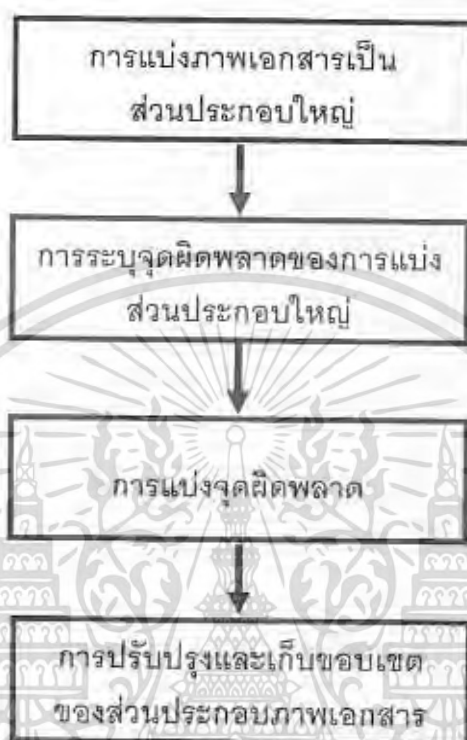 การแบ่งภาพเอกสารเป็น
ส่วนประกอบใหญ่
การระบุจุดผิดพลาดของการแบ่ง
ส่วนประกอบใหญ่
การแบ่งจุดผิดพลาด
การปรับปรุงและเก็บขอบเขต
ของส่วนประกอบภาพเอกสาร